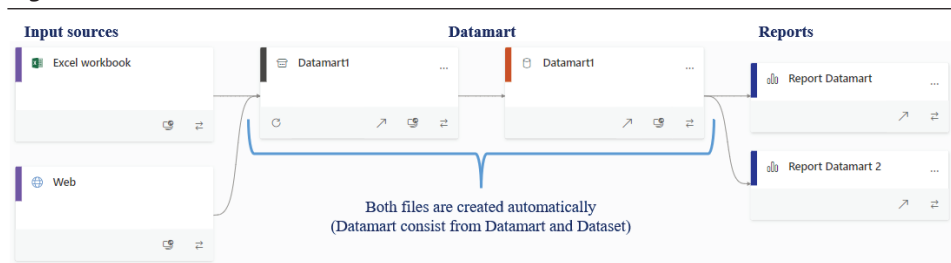 Input sources
Datamart
Reports
Excel workbook
Datamart1
...
Datamart1
...
Report Datamart
...
Web
Report Datamart 2
...
Both files are created automatically
(Datamart consist from Datamart and Dataset)